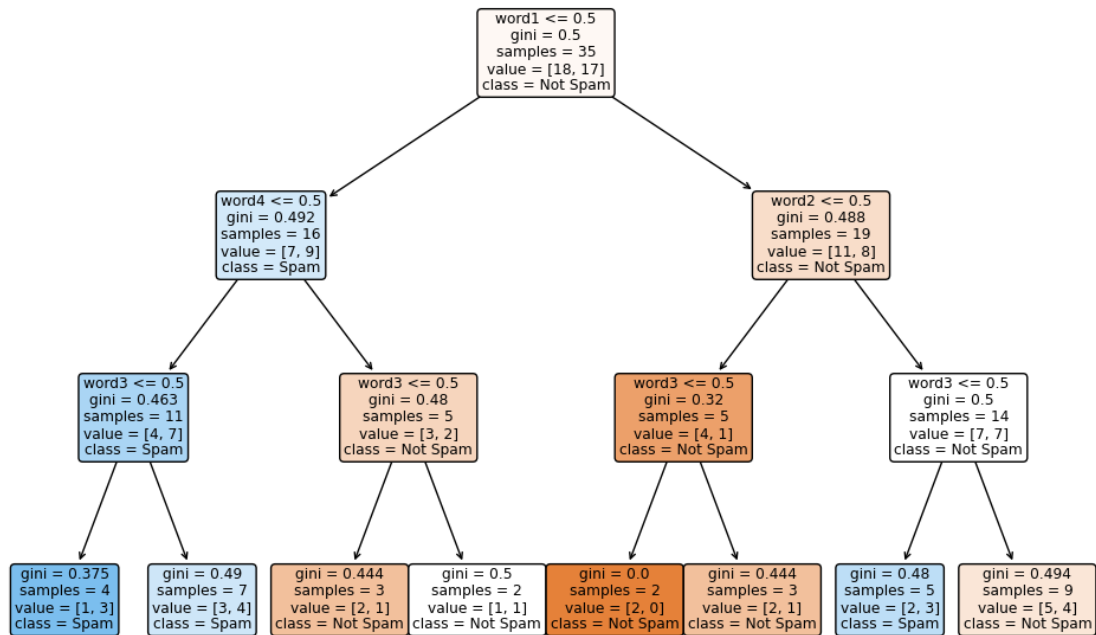 word1 <= 0.5
gini = 0.5
samples = 35
value = [18, 17]
class = Not Spam
word4 <= 0.5
gini = 0.492
samples = 16
value = [7, 9]
class = Spam
word2 <= 0.5
gini = 0.488
samples = 19
value = [11, 8]
class = Not Spam
word3 <= 0.5
gini = 0.463
samples = 11
value = [4, 7]
class = Spam
word3 <= 0.5
gini = 0.48
samples = 5
value = [3, 2]
class = Not Spam
word3 <= 0.5
gini = 0.32
samples = 5
value = [4, 1]
class = Not Spam
word3 <= 0.5
gini = 0.5
samples = 14
value = [7, 7]
class = Not Spam
gini = 0.375
samples = 4
value = [1, 3]
class = Spam
gini = 0.49
samples = 7
value = [3, 4]
class = Spam
gini = 0.444
samples = 3
value = [2, 1]
class = Not Spam
gini = 0.5
samples = 2
value = [1, 1]
class = Not Spam
gini = 0.0
samples = 2
value = [2, 0]
class = Not Spam
gini = 0.444
samples = 3
value = [2, 1]
class = Not Spam
gini = 0.48
samples = 5
value = [2, 3]
class = Spam
gini = 0.494
samples = 9
value = [5, 4]
class = Not Spam